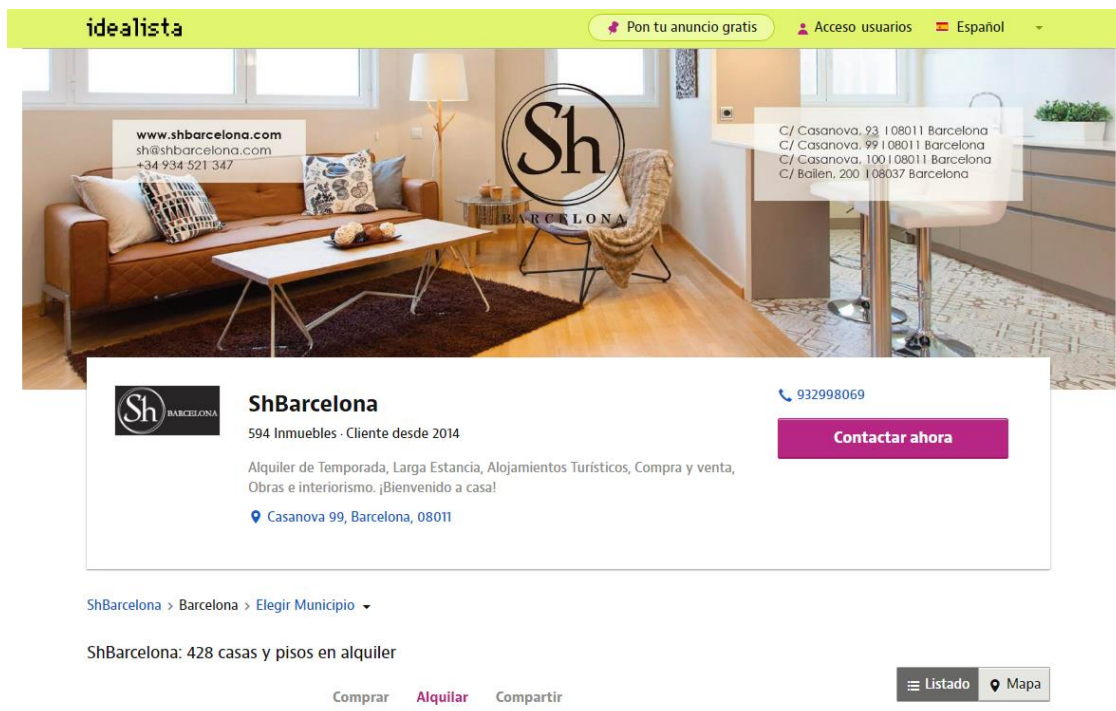 idealista
Pon tu anuncio gratis
Acceso usuarios
Español
www.shbarcelona.com
sh@shbarcelona.com
+34 934 521 347
Sh
BARCELONA
C/ Casanova, 93 | 08011 Barcelona
C/ Casanova, 99 | 08011 Barcelona
C/ Casanova, 100 | 08011 Barcelona
C/ Bailen, 200 | 08037 Barcelona
Sh BARCELONA
ShBarcelona
594 Inmuebles · Cliente desde 2014
Alquiler de Temporada, Larga Estancia, Alojamientos Turísticos, Compra y venta,
Obras e interiorismo. ¡Bienvenido a casa!
Casanova 99, Barcelona, 08011
932998069
Contactar ahora
ShBarcelona > Barcelona > Elegir Municipio
ShBarcelona: 428 casas y pisos en alquiler
Comprar Alquilar Compartir
Listado Mapa